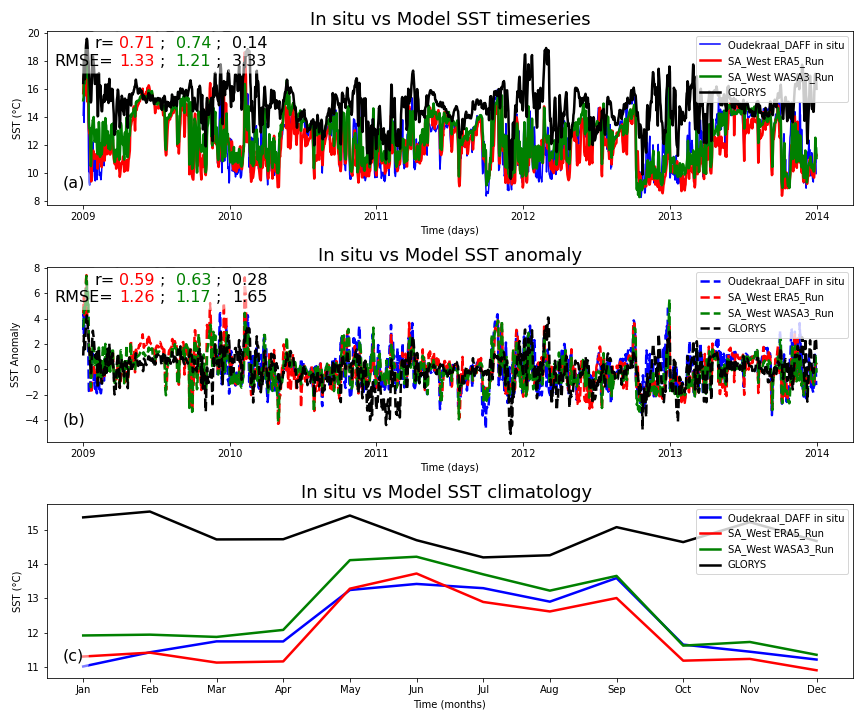 In situ vs Model SST timeseries
r= 0.71 ; 0.74 ; 0.14
RMSE= 1.33 ; 1.21 ; 3.33
Oudekraal_DAFF in situ
SA_West ERA5_Run
SA_West WASA3_Run
GLORYS
20
18
16
14
12
10
8
SST (°C)
(a)
2009 2010 2011 2012 2013 2014
Time (days)
In situ vs Model SST anomaly
r= 0.59 ; 0.63 ; 0.28
RMSE= 1.26 ; 1.17 ; 1.65
Oudekraal_DAFF in situ
SA_West ERA5_Run
SA_West WASA3_Run
GLORYS
8
6
4
2
0
−2
−4
SST Anomaly
(b)
2009 2010 2011 2012 2013 2014
Time (days)
In situ vs Model SST climatology
Oudekraal_DAFF in situ
SA_West ERA5_Run
SA_West WASA3_Run
GLORYS
15
14
13
12
11
SST (°C)
(c)
Jan Feb Mar Apr May Jun Jul Aug Sep Oct Nov Dec
Time (months)